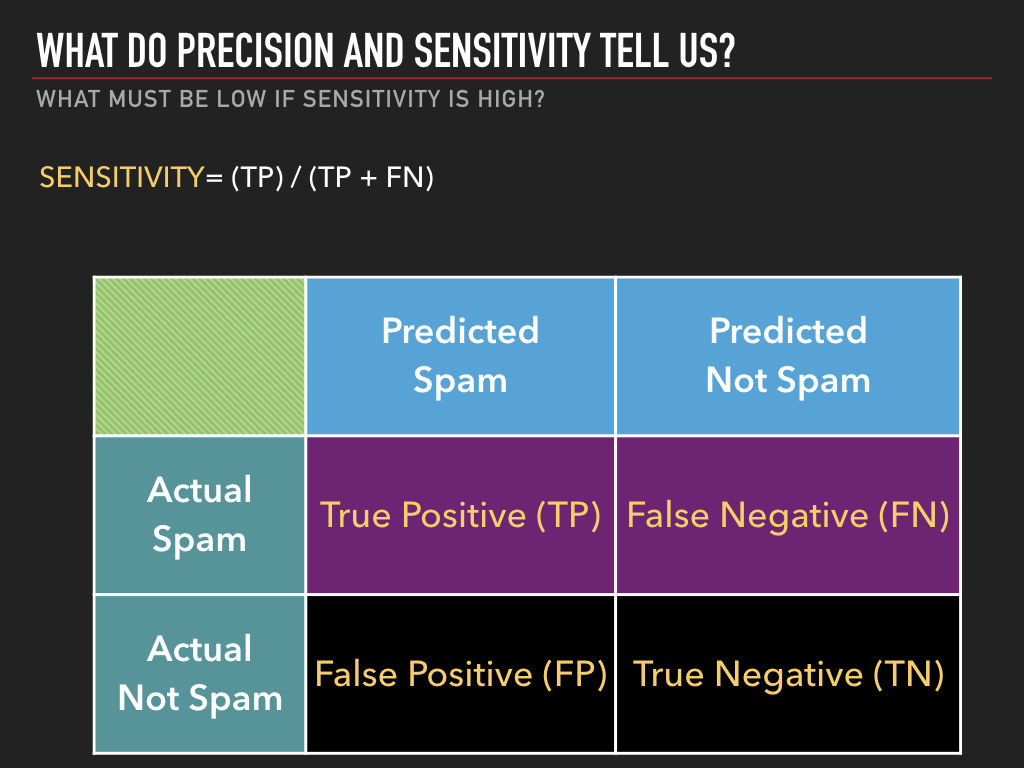 WHAT DO PRECISION AND SENSITIVITY TELL US?
WHAT MUST BE LOW IF SENSITIVITY IS HIGH?
SENSITIVITY= (TP) / (TP + FN)
Predicted
Spam
Predicted
Not Spam
Actual
Spam
True Positive (TP)
False Negative (FN)
Actual
Not Spam
False Positive (FP)
True Negative (TN)